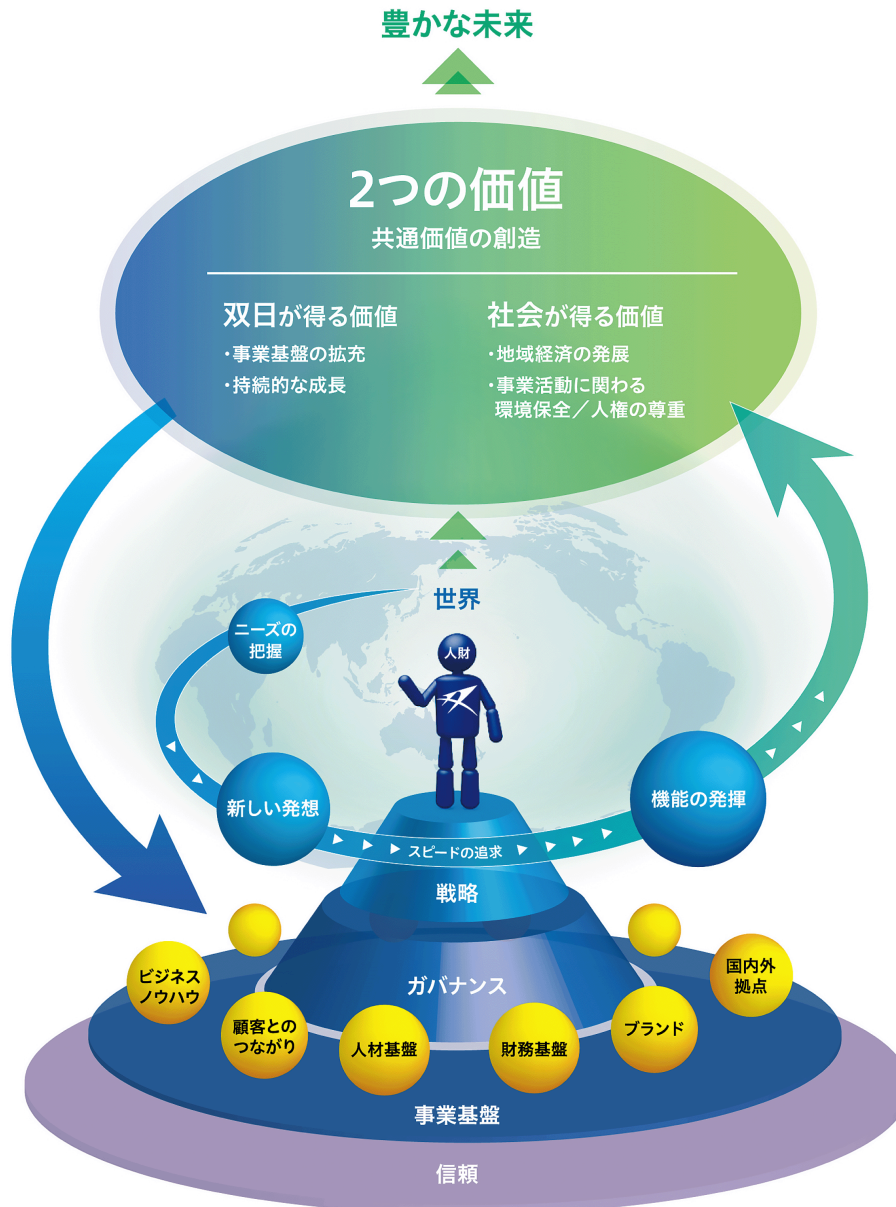 豊かな未来
2つの価値
共通価値の創造
双日が得る価値
・事業基盤の拡充
・持続的な成長
社会が得る価値
・地域経済の発展
・事業活動に関わる
環境保全／人権の尊重
世界
ニーズの
把握
人財
新しい発想
機能の発揮
スピードの追求
戦略
ガバナンス
ビジネス
ノウハウ
顧客との
つながり
人材基盤
財務基盤
ブランド
国内外
拠点
事業基盤
信頼